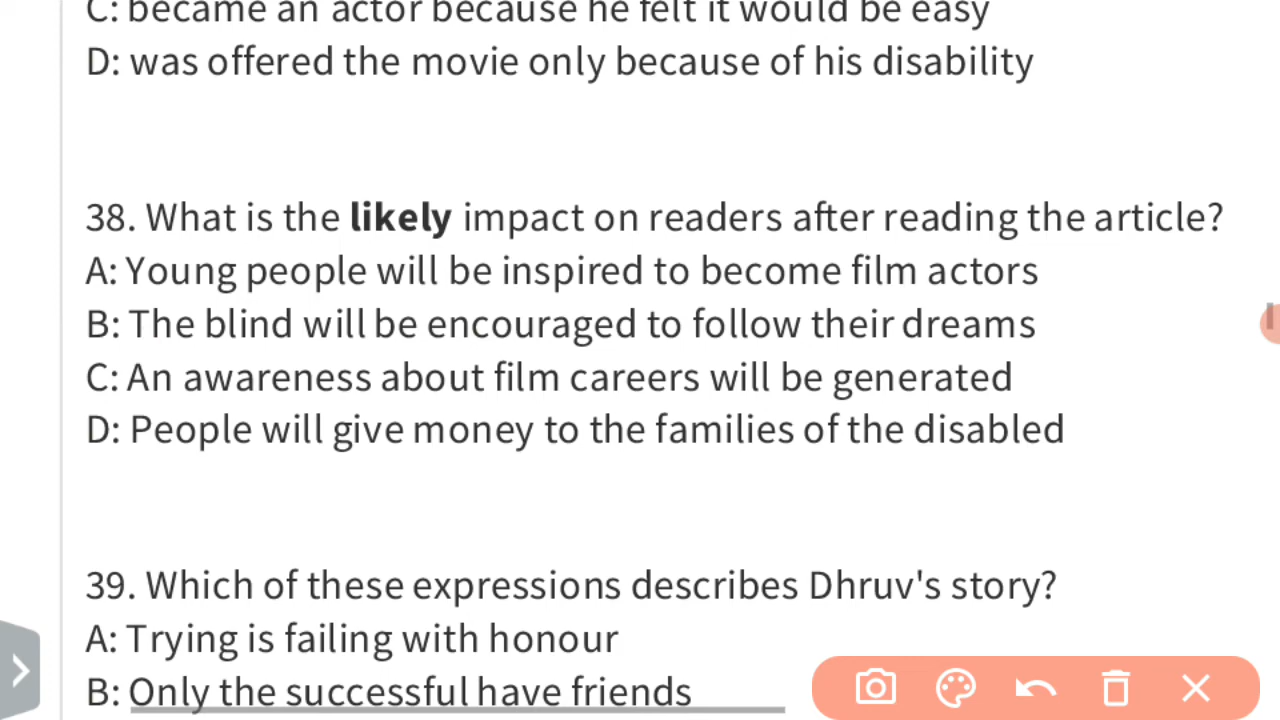 C: became an actor because he felt it would be easy
D: was offered the movie only because of his disability
38. What is the likely impact on readers after reading the article?
A: Young people will be inspired to become film actors
B: The blind will be encouraged to follow their dreams
C: An awareness about film careers will be generated
D: People will give money to the families of the disabled
39. Which of these expressions describes Dhruv's story?
A: Trying is failing with honour
B: Only the successful have friends